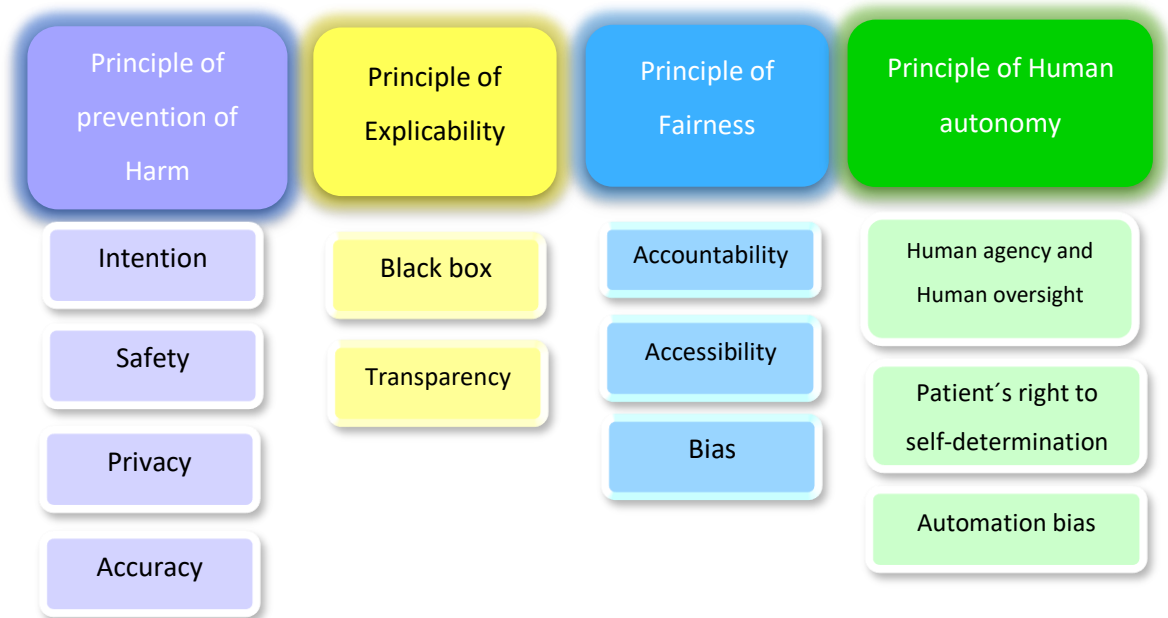 Principle of
prevention of
Harm
Intention
Safety
Privacy
Accuracy
Principle of
Explicability
Black box
Transparency
Principle of
Fairness
Accountability
Accessibility
Bias
Principle of Human
autonomy
Human agency and
Human oversight
Patient´s right to
self-determination
Automation bias